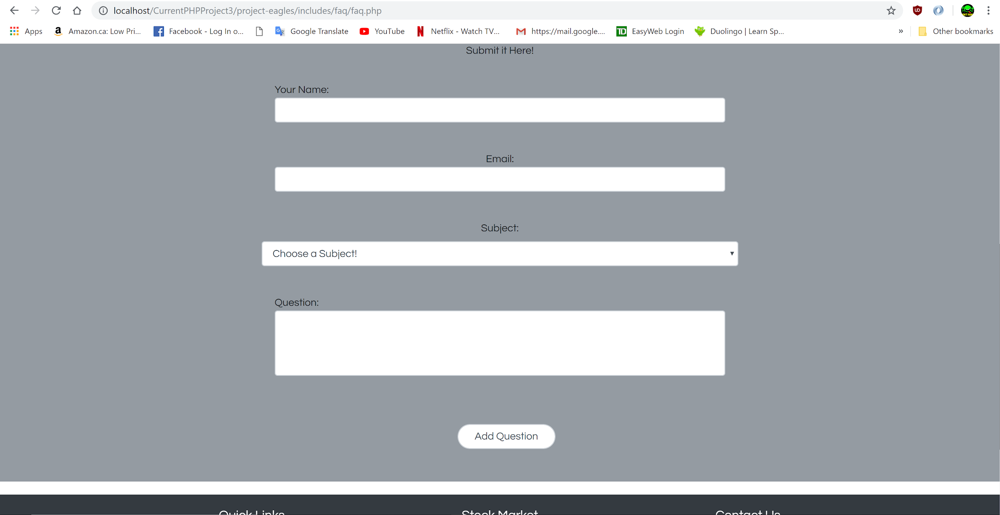 localhost/CurrentPHPProject3/project-eagles/includes/faq/faq.php
Apps Amazon.ca: Low Pri... Facebook - Log In o... Google Translate YouTube Netflix - Watch TV... https://mail.google.... EasyWeb Login Duolingo | Learn Sp... » Other bookmarks
Submit it Here!
Your Name:
Email:
Subject:
Choose a Subject!
Question:
Add Question
Quick Links Stock Market Contact Us